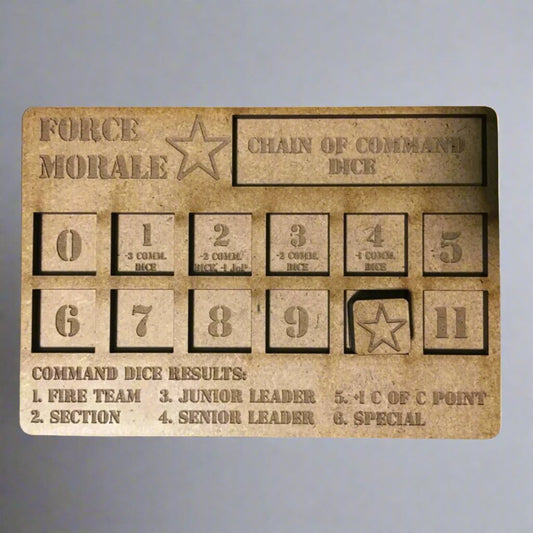 FORCE
MORALE
CHAIN OF COMMAND
DICE
0
1
-3 COMM.
DICE
2
-2 COMM.
DICE, -1 JoP
3
-2 COMM.
DICE
4
-1 COMM.
DICE
5
6
7
8
9
11
COMMAND DICE RESULTS:
1. FIRE TEAM 3. JUNIOR LEADER 5. +1 C OF C POINT
2. SECTION 4. SENIOR LEADER 6. SPECIAL